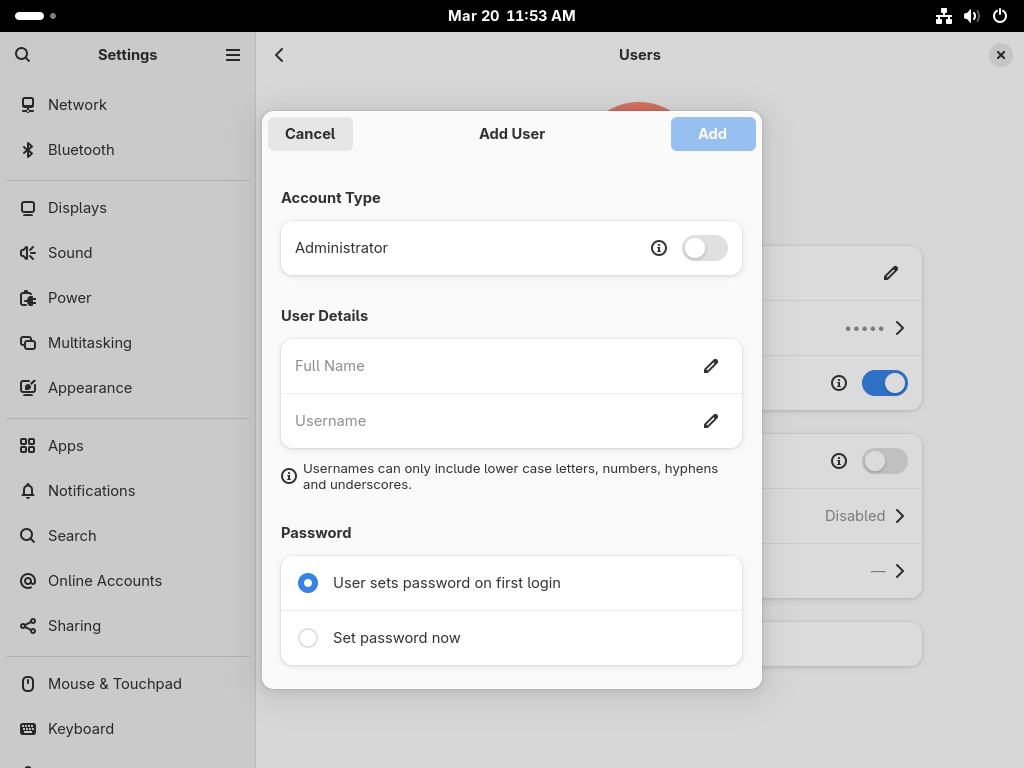 Mar 20 11:53 AM
Settings
Users
Network
Bluetooth
Displays
Sound
Power
Multitasking
Appearance
Apps
Notifications
Search
Online Accounts
Sharing
Mouse & Touchpad
Keyboard
Cancel
Add User
Add
Account Type
Administrator
User Details
Full Name
Username
Usernames can only include lower case letters, numbers, hyphens
and underscores.
Password
User sets password on first login
Set password now
•••••
Disabled
—